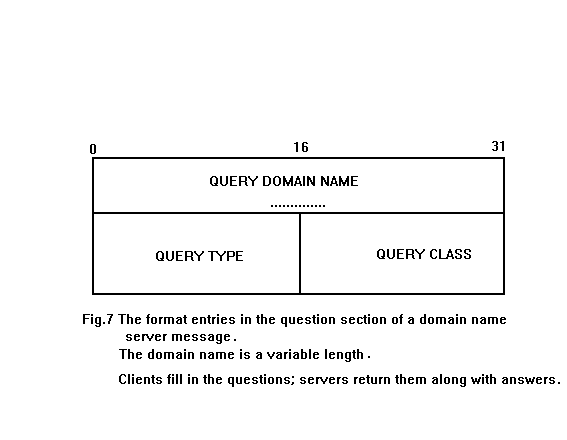 0 16 31
QUERY DOMAIN NAME
..............
QUERY TYPE QUERY CLASS
Fig.7 The format entries in the question section of a domain name
server message.
The domain name is a variable length.
Clients fill in the questions; servers return them along with answers.